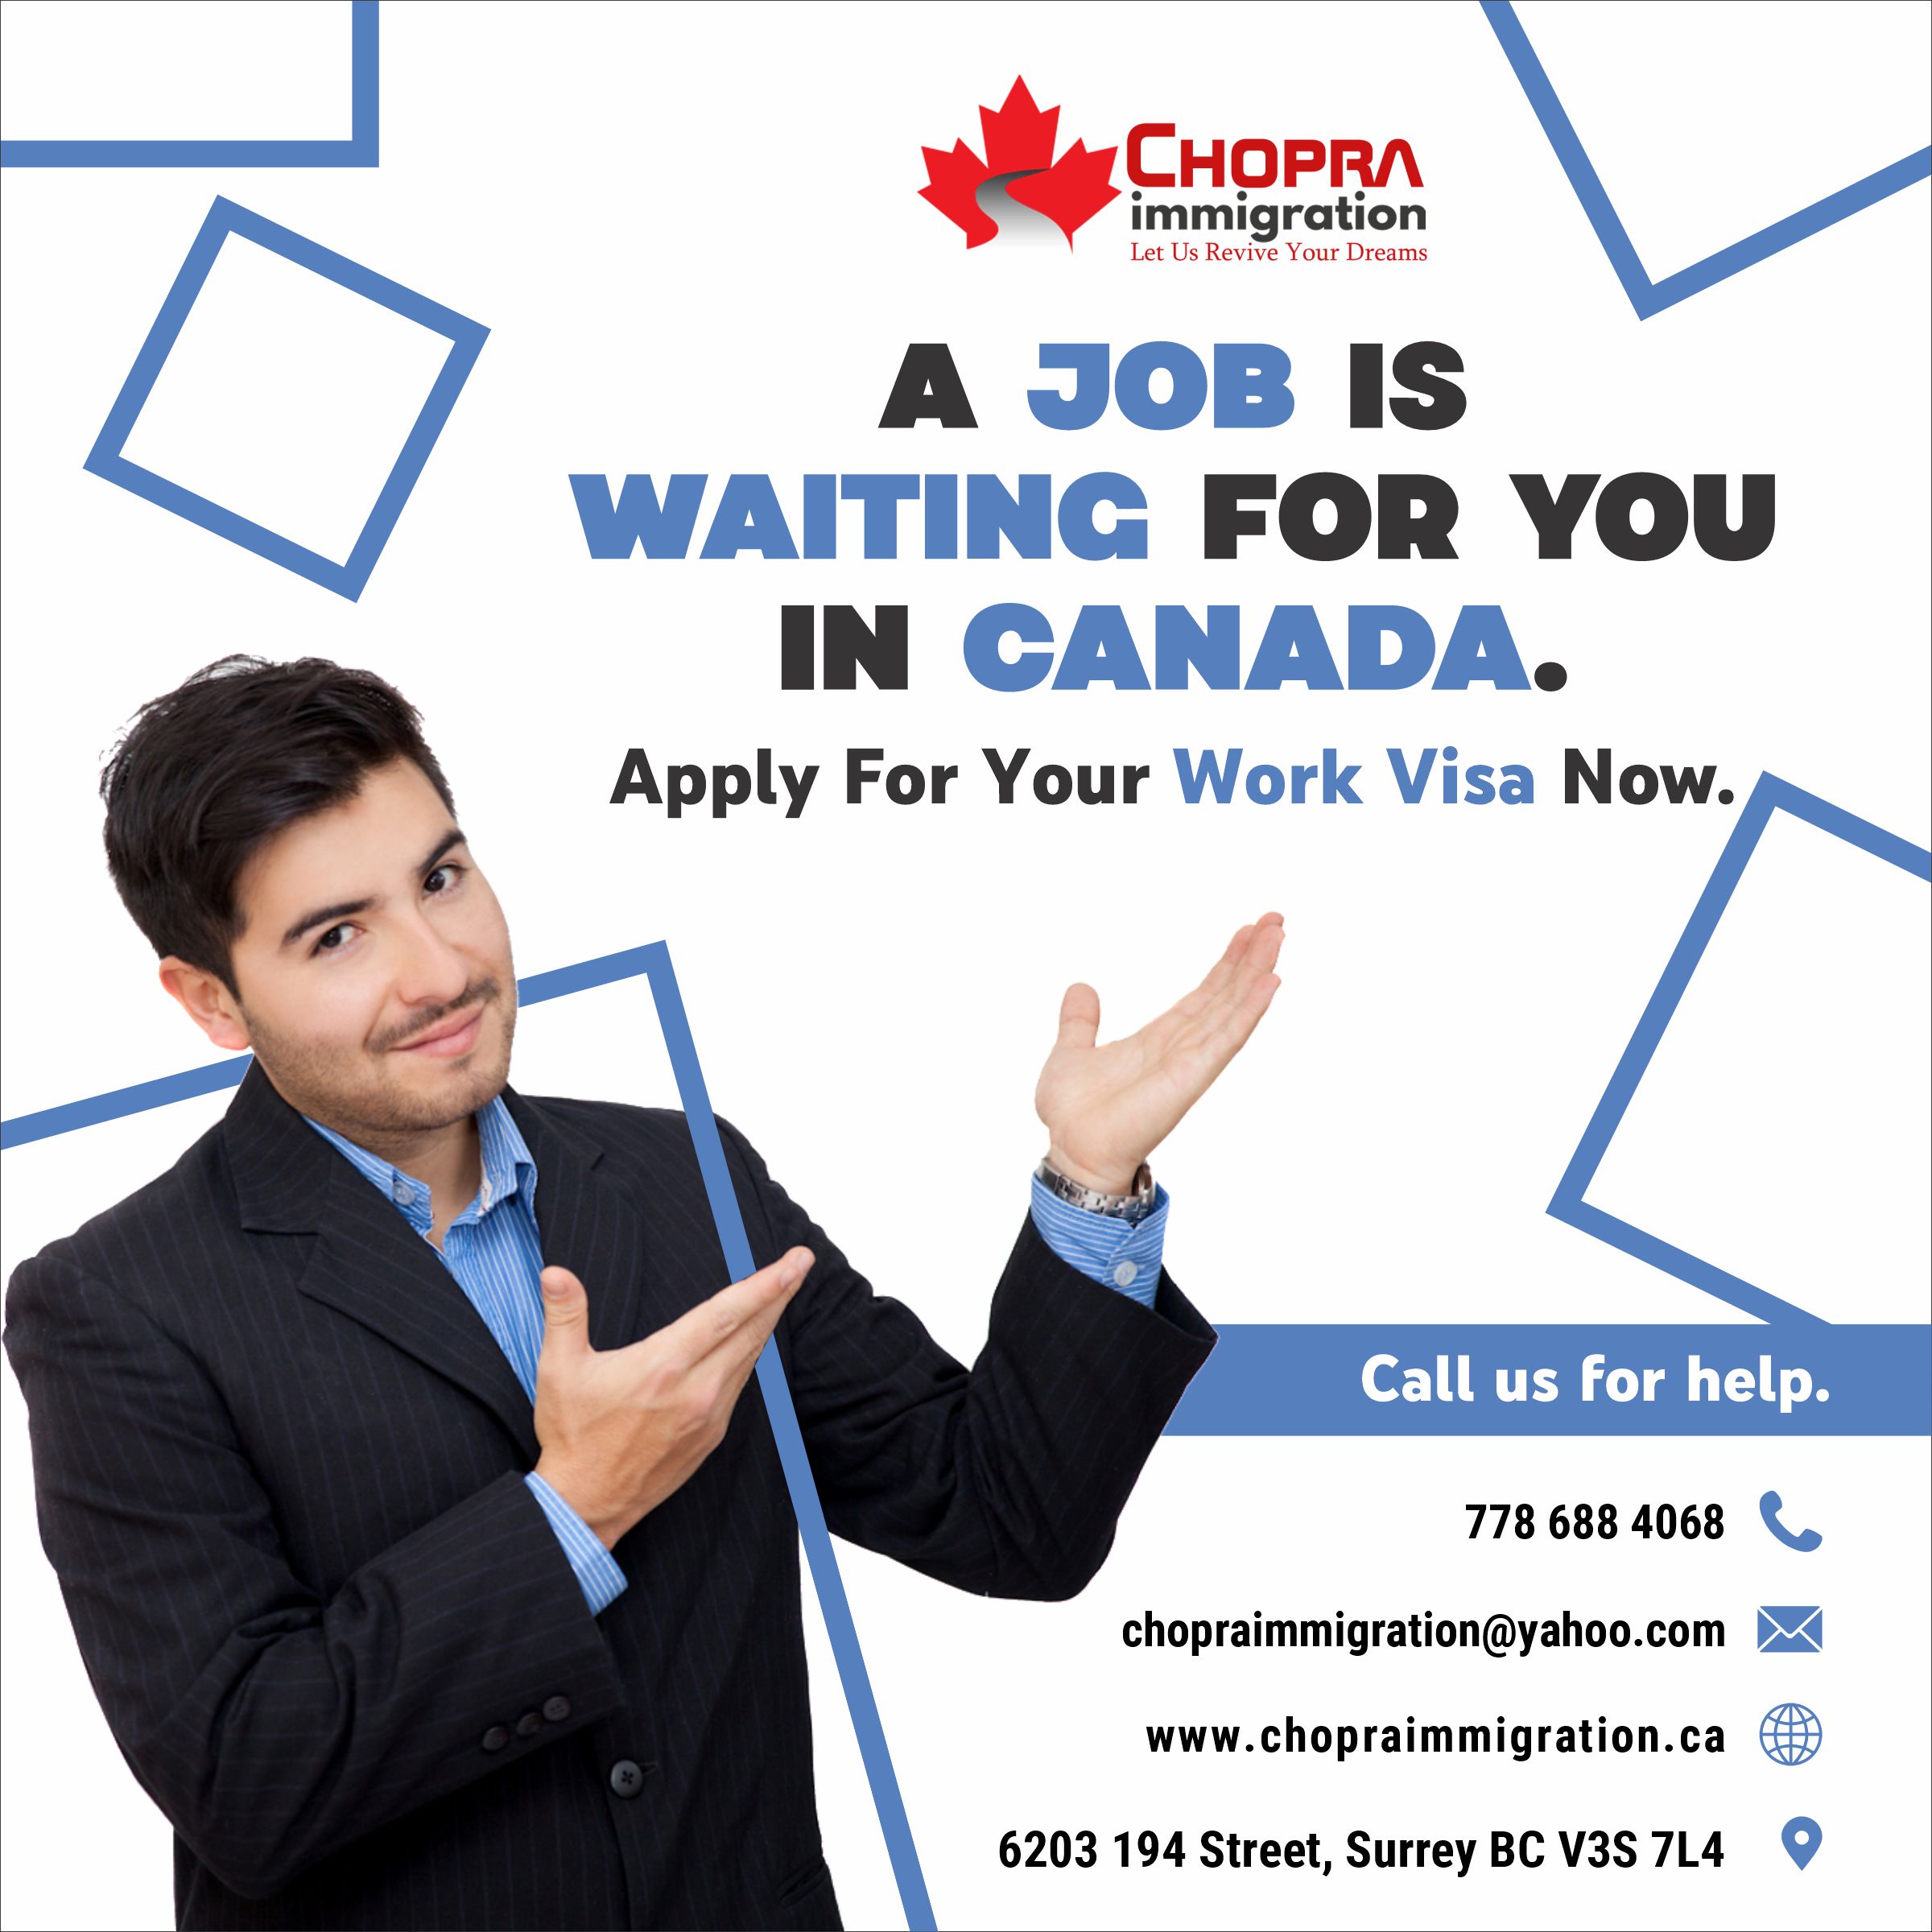 CHOPRA
immigration
Let Us Revive Your Dreams
A JOB IS
WAITING FOR YOU
IN CANADA.
Apply For Your Work Visa Now.
Call us for help.
778 688 4068
chopraimmigration@yahoo.com
www.chopraimmigration.ca
6203 194 Street, Surrey BC V3S 7L4